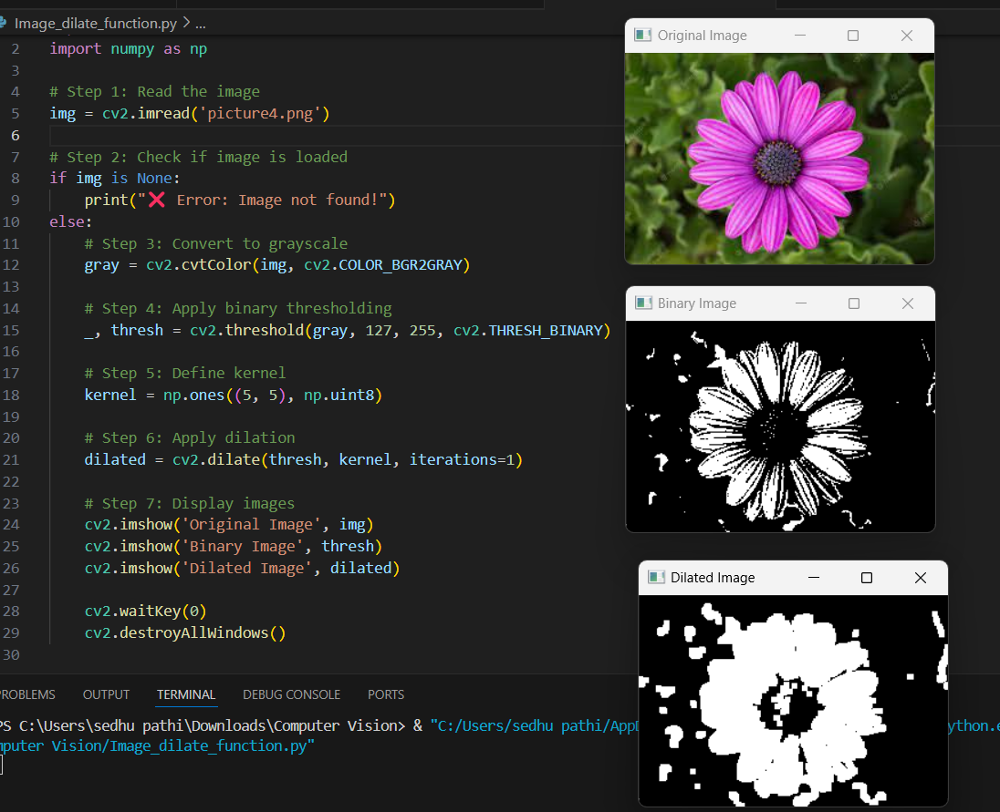 Image_dilate_function.py > ...
2 import numpy as np
3
4 # Step 1: Read the image
5 img = cv2.imread('picture4.png')
6
7 # Step 2: Check if image is loaded
8 if img is None:
9     print("❌ Error: Image not found!")
10 else:
11     # Step 3: Convert to grayscale
12     gray = cv2.cvtColor(img, cv2.COLOR_BGR2GRAY)
13
14     # Step 4: Apply binary thresholding
15     _, thresh = cv2.threshold(gray, 127, 255, cv2.THRESH_BINARY)
16
17     # Step 5: Define kernel
18     kernel = np.ones((5, 5), np.uint8)
19
20     # Step 6: Apply dilation
21     dilated = cv2.dilate(thresh, kernel, iterations=1)
22
23     # Step 7: Display images
24     cv2.imshow('Original Image', img)
25     cv2.imshow('Binary Image', thresh)
26     cv2.imshow('Dilated Image', dilated)
27
28     cv2.waitKey(0)
29     cv2.destroyAllWindows()
30
Original Image
Binary Image
Dilated Image
ROBLEMS OUTPUT TERMINAL DEBUG CONSOLE PORTS
PS C:\Users\sedhu pathi\Downloads\Computer Vision> & "C:/Users/sedhu pathi/App ython.e
mputer Vision/Image_dilate_function.py"